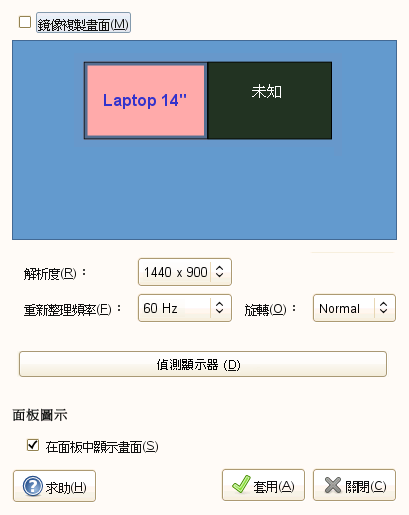 鏡像複製畫面(M)
Laptop 14"
未知
解析度(R)：
1440 x 900
重新整理頻率(F)：
60 Hz
旋轉(O)：
Normal
偵測顯示器 (D)
面板圖示
在面板中顯示畫面(S)
求助(H)
套用(A)
關閉(C)